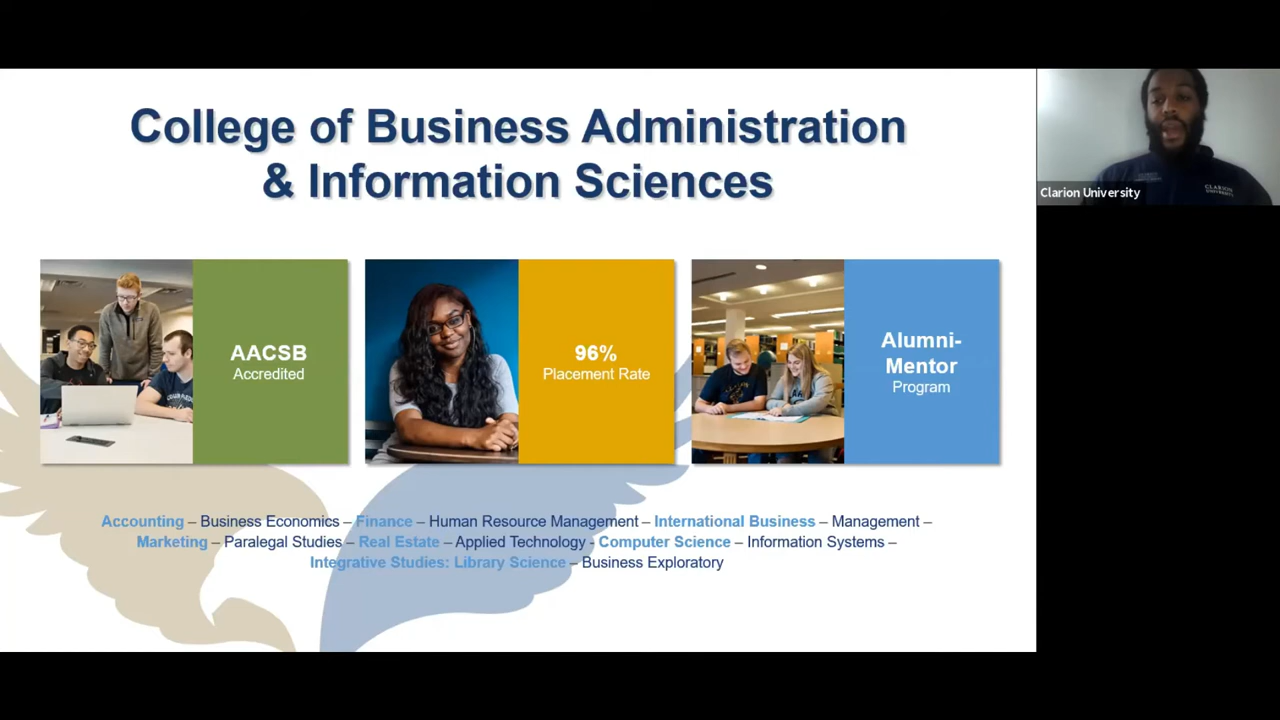 College of Business Administration
& Information Sciences
AACSB
Accredited
96%
Placement Rate
Alumni-
Mentor
Program
Accounting – Business Economics – Finance – Human Resource Management – International Business – Management –
Marketing – Paralegal Studies – Real Estate – Applied Technology - Computer Science – Information Systems –
Integrative Studies: Library Science – Business Exploratory
Clarion University
CLARION
UNIVERSITY